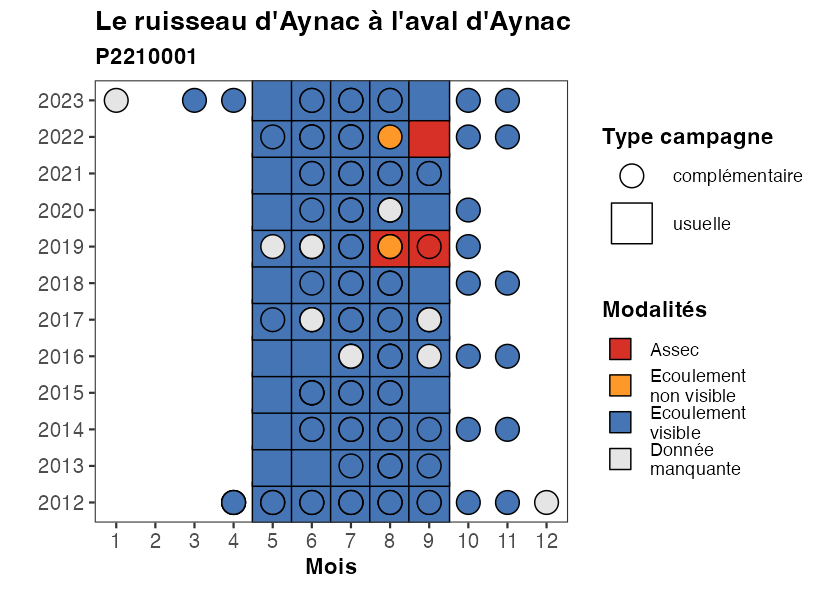 Le ruisseau d'Aynac à l'aval d'Aynac
P2210001
2023
2022
2021
2020
2019
2018
2017
2016
2015
2014
2013
2012
1 2 3 4 5 6 7 8 9 10 11 12
Mois
Type campagne
complémentaire
usuelle
Modalités
Assec
Ecoulement
non visible
Ecoulement
visible
Donnée
manquante